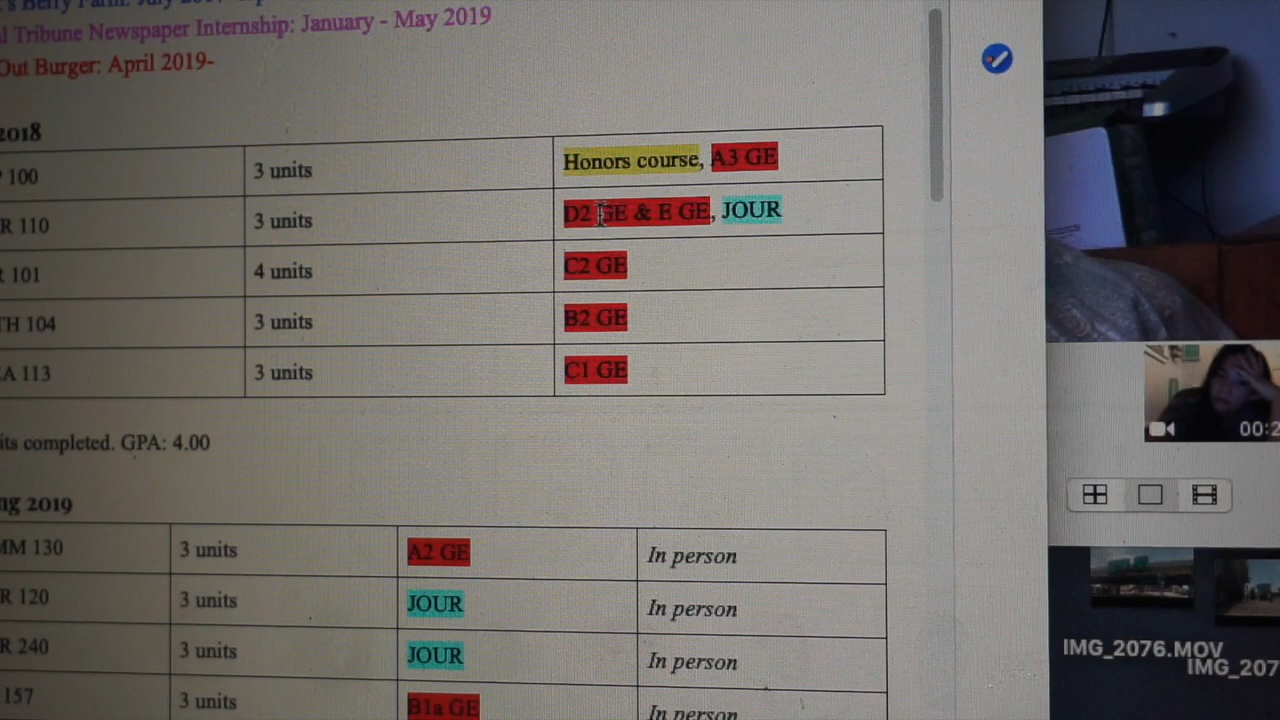 Berry Farm: July
Tribune Newspaper Internship: January - May 2019
Out Burger: April 2019-
2018
100 3 units Honors course, A3 GE
R 110 3 units D2 GE & E GE, JOUR
101 4 units C2 GE
TH 104 3 units B2 GE
A 113 3 units C1 GE
its completed. GPA: 4.00
ng 2019
MM 130 3 units A2 GE In person
R 120 3 units JOUR In person
R 240 3 units JOUR In person
157 3 units B1a GE In person
00:2
IMG_2076.MOV
IMG_207